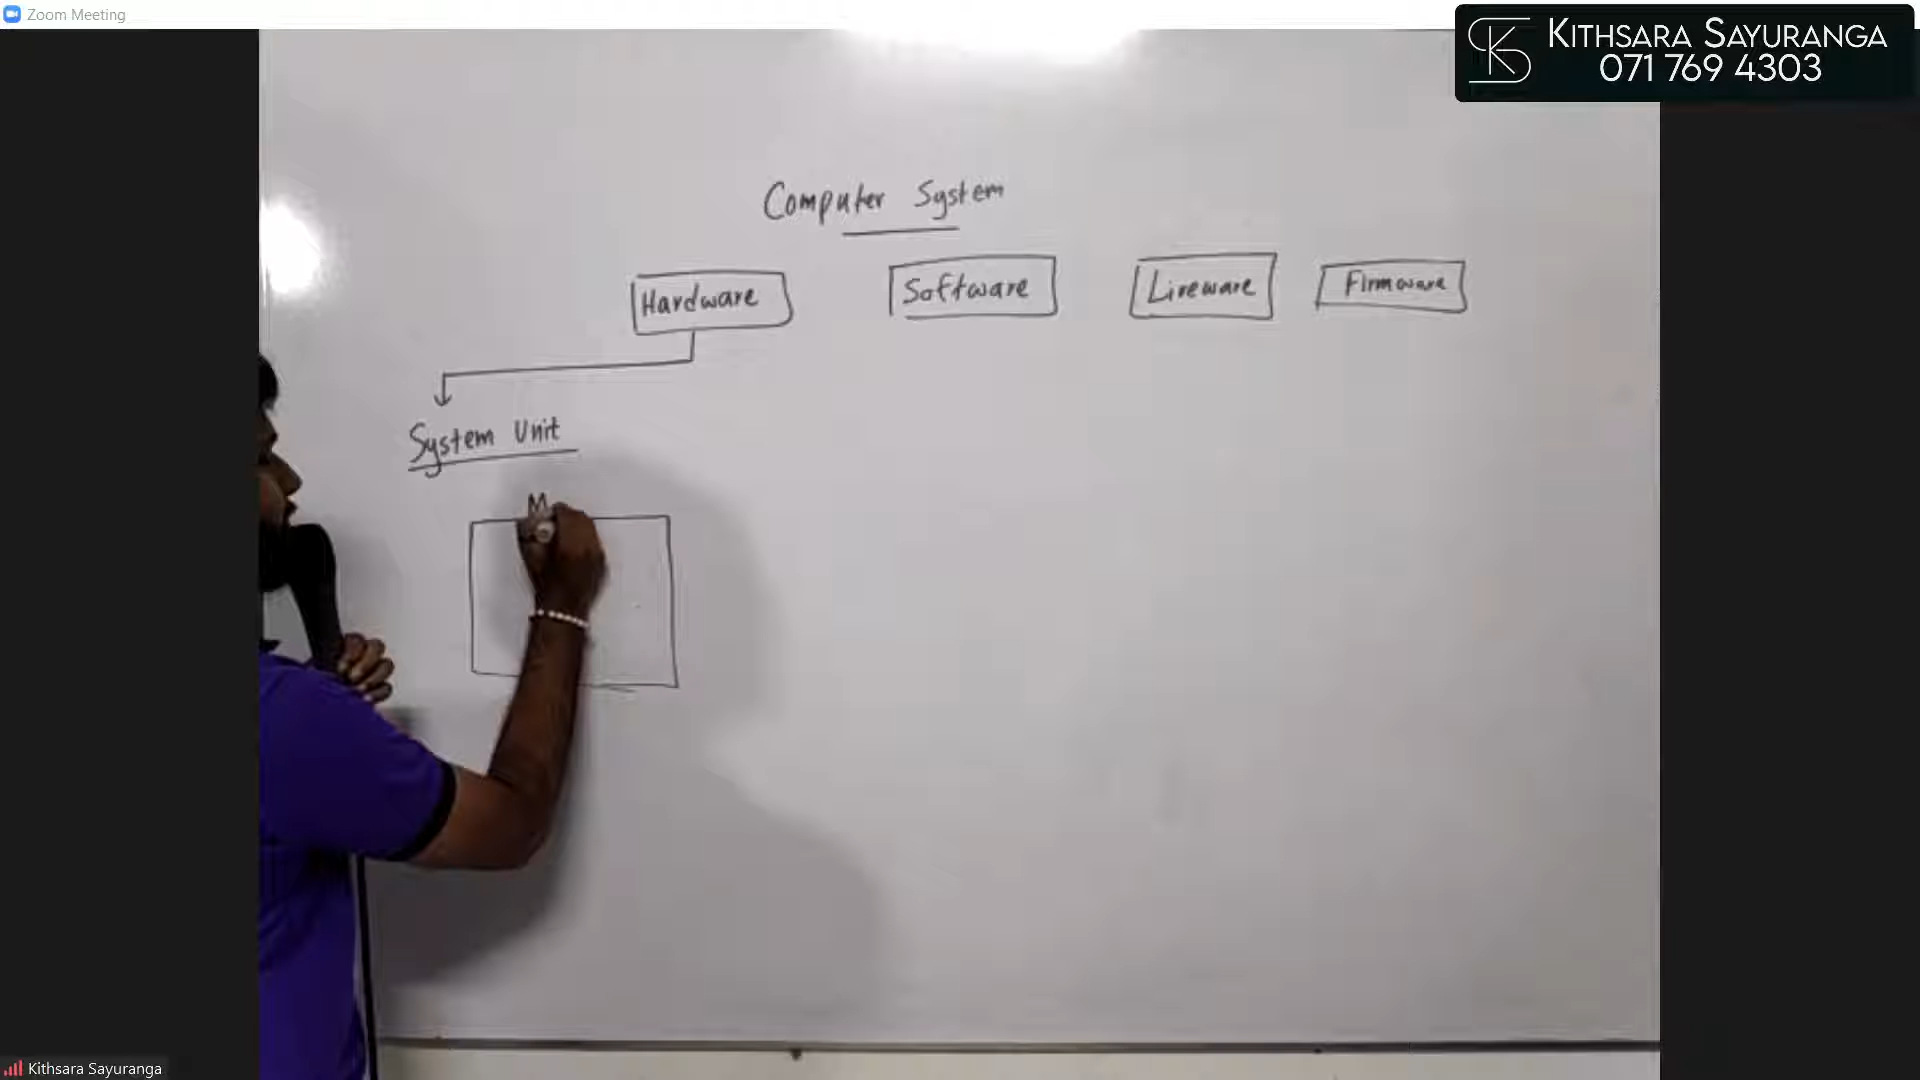 Zoom Meeting
KITHSARA SAYURANGA
071 769 4303
Computer System
Hardware
Software
Liveware
Firmware
System Unit
M
Kithsara Sayuranga